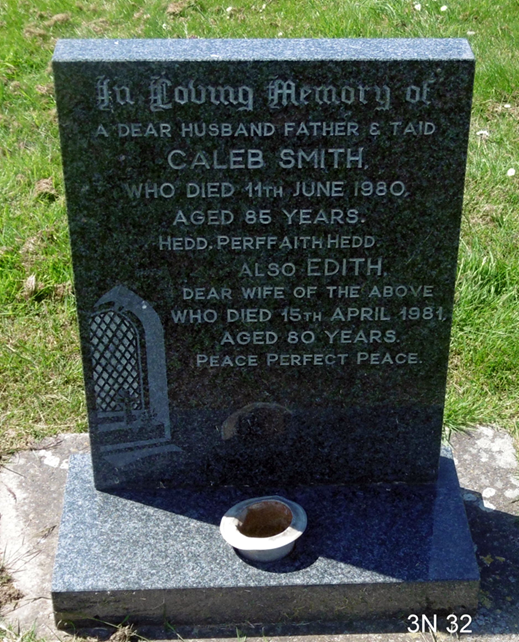 In Loving Memory of
A DEAR HUSBAND FATHER & TAID
CALEB SMITH,
WHO DIED 11TH JUNE 1980,
AGED 85 YEARS.
HEDD, PERFFAITH HEDD.
ALSO EDITH,
DEAR WIFE OF THE ABOVE
WHO DIED 15TH APRIL 1981,
AGED 80 YEARS.
PEACE PERFECT PEACE.
3N 32